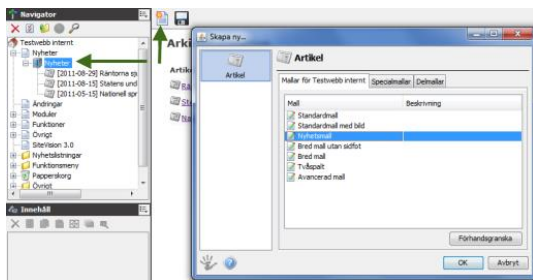 Navigator
Testwebb internt
Nyheter
Nyheter
[2011-08-29] Räntorna
[2011-08-15] Statens und
[2011-05-15] Nationell spr
Ändringar
Moduler
Funktioner
Övrigt
SiteVision 3.0
Nyhetslistningar
Funktionsmeny
Papperskorg
Övrigt
Innehåll
Arki
Artik
Skapa ny...
Artikel
Artikel
Mallar för Testwebb internt Specialmallar Delmallar
Mall Beskrivning
Standardmall
Standardmall med bild
Nyhetsmall
Bred mall utan sidfot
Bred mall
Tvåspalt
Avancerad mall
Förhandsgranska
OK Avbryt